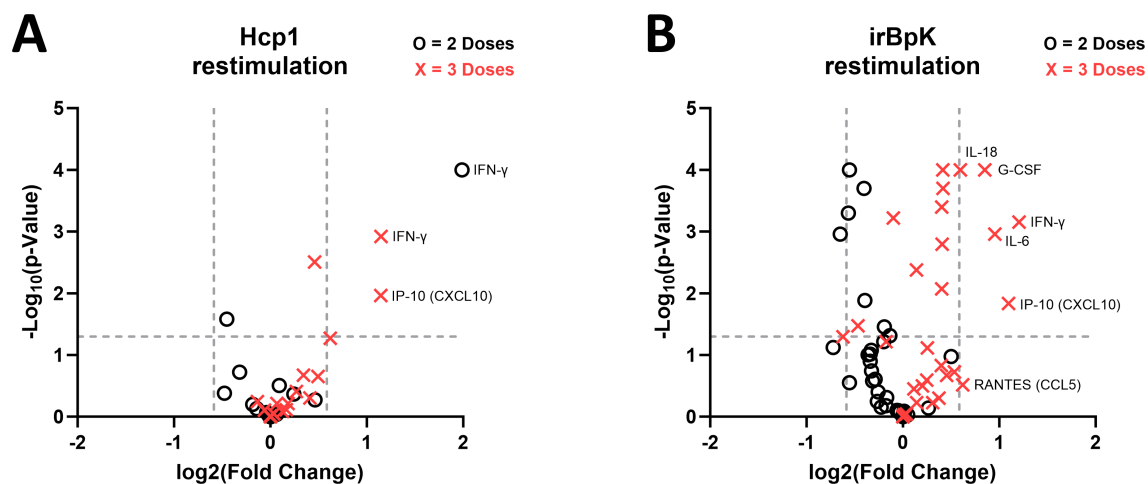 A
Hcp1
restimulation
O = 2 Doses
X = 3 Doses
5
4
3
2
1
0
-Log10(p-Value)
IFN-γ
IFN-γ
IP-10 (CXCL10)
-2
-1
0
1
2
log2(Fold Change)
B
irBpK
restimulation
O = 2 Doses
X = 3 Doses
5
4
3
2
1
0
-Log10(p-Value)
IL-18
G-CSF
IFN-γ
IL-6
IP-10 (CXCL10)
RANTES (CCL5)
-2
-1
0
1
2
log2(Fold Change)